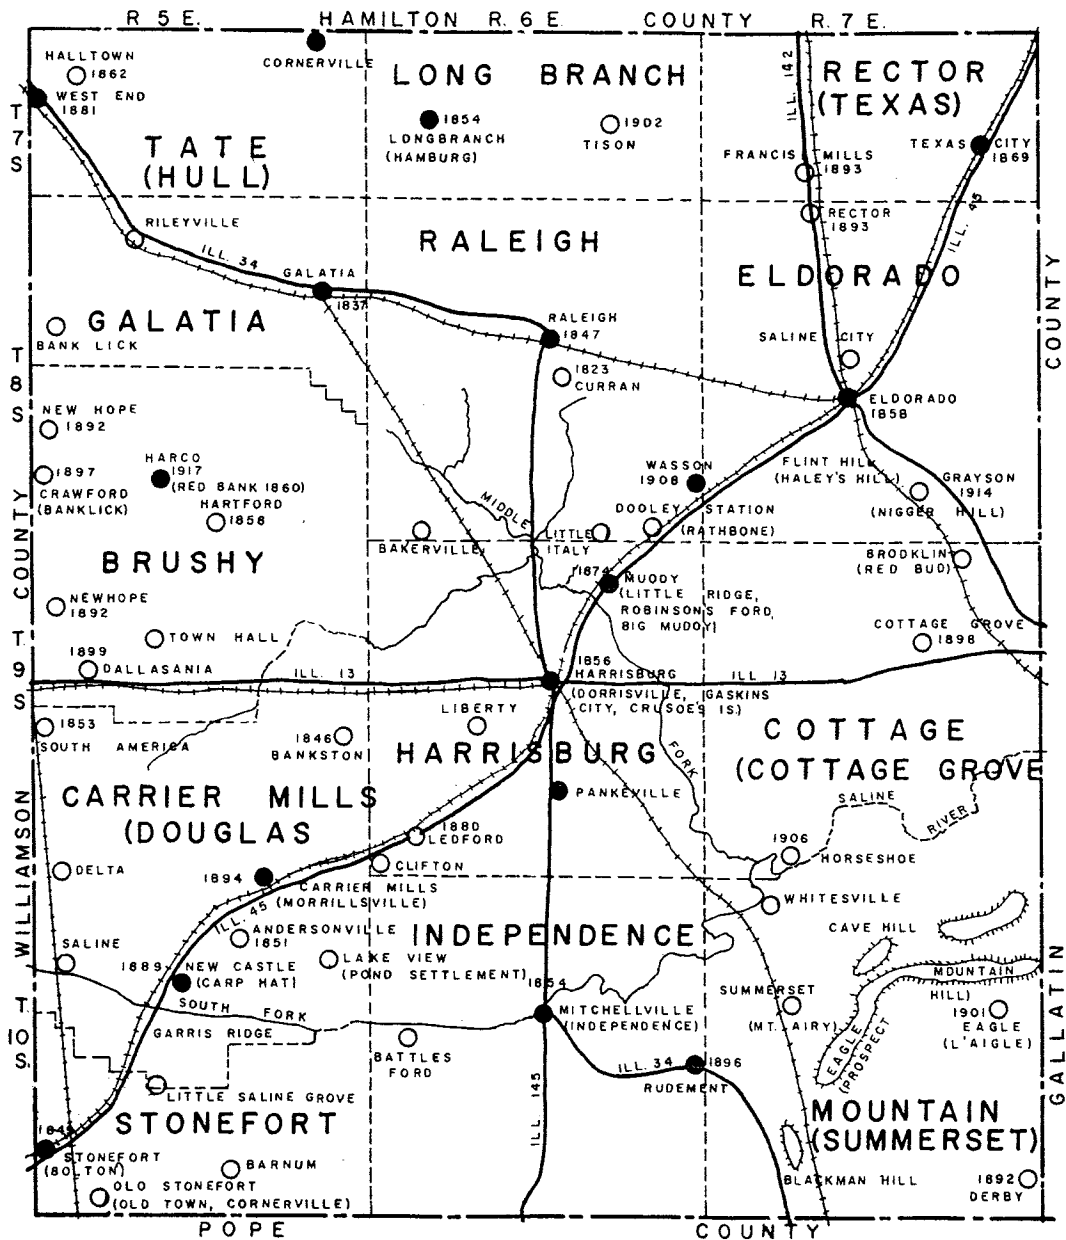 R. 5 E. HAMILTON R. 6 E. COUNTY R. 7 E.
HALLTOWN
1862
CORNERVILLE
WEST END
1881
LONG BRANCH
1854
LONGBRANCH
(HAMBURG)
1902
TISON
ILL. 142
RECTOR
(TEXAS)
TEXAS CITY
1869
FRANCIS MILLS
1893
T
7
S
TATE
(HULL)
RILEYVILLE
ILL. 34
RALEIGH
RECTOR
1893
ILL. 45
ELDORADO
GALATIA
1837
GALATIA
BANK LICK
RALEIGH
1847
1823
CURRAN
SALINE CITY
COUNTY
T
8
S
ELDORADO
1858
NEW HOPE
1892
HARCO
1917
(RED BANK 1860)
1897
CRAWFORD
(BANKLICK)
HARTFORD
1858
WASSON
1908
FLINT HILL
(HALEY'S HILL)
GRAYSON
1914
(NIGGER HILL)
MIDDLE
DOOLEY STATION
(RATHBONE)
LITTLE
ITALY
BAKERVILLE
COUNTY
BRUSHY
BRODKLIN
(RED BUD)
1874
MUODY
(LITTLE RIDGE,
ROBINSONS FORD,
BIG MUDDY)
NEWHOPE
1892
TOWN HALL
COTTAGE GROVE
1898
T.
9
S
1899
DALLASANIA
ILL. 13
1856
HARRISBURG
(DORRISVILLE, GASKINS
CITY, CRUSOE'S IS.)
ILL 13
1853
SOUTH AMERICA
1846
BANKSTON
LIBERTY
HARRISBURG
FORK
COTTAGE
(COTTAGE GROVE
CARRIER MILLS
(DOUGLAS
PANKEVILLE
SALINE
RIVER
WILLIAMSON
1880
LEDFORD
CLIFTON
1906
HORSESHOE
DELTA
1894
CARRIER MILLS
(MORRILLSVILLE)
ILL. 45
WHITESVILLE
CAVE HILL
ANDERSONVILLE
1851
INDEPENDENCE
SALINE
LAKE VIEW
(POND SETTLEMENT)
1889
NEW CASTLE
(CARP HAT)
MOUNTAIN
HILL)
1854
MITCHELLVILLE
(INDEPENDENCE)
SUMMERSET
(MT. AIRY)
1901
EAGLE
(L'AIGLE)
EAGLE
(PROSPECT
GALLATIN
T.
10
S.
SOUTH FORK
GARRIS RIDGE
BATTLES
FORD
ILL. 34
1896
RUDEMENT
ILL 145
LITTLE SALINE GROVE
STONEFORT
MOUNTAIN
(SUMMERSET)
STONEFORT
(BOLTON)
BARNUM
OLO STONEFORT
(OLD TOWN, CORNERVILLE)
BLACKMAN HILL
1892
DERBY
POPE COUNTY